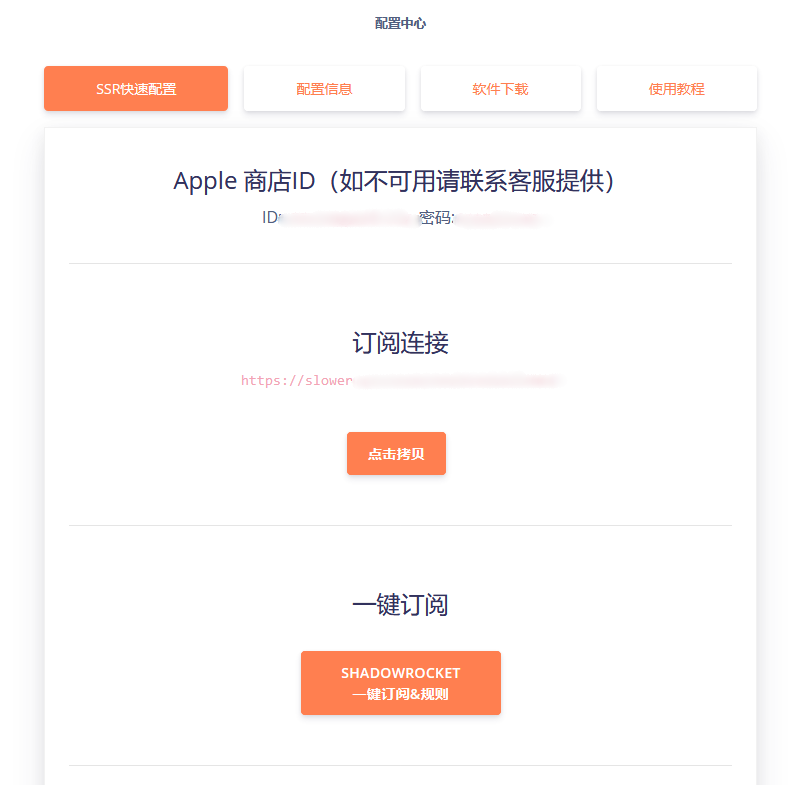 配置中心
SSR快速配置
配置信息
软件下载
使用教程
Apple 商店ID（如不可用请联系客服提供）
ID: 密码:
订阅连接
https://slower
点击拷贝
一键订阅
SHADOWROCKET
一键订阅&规则